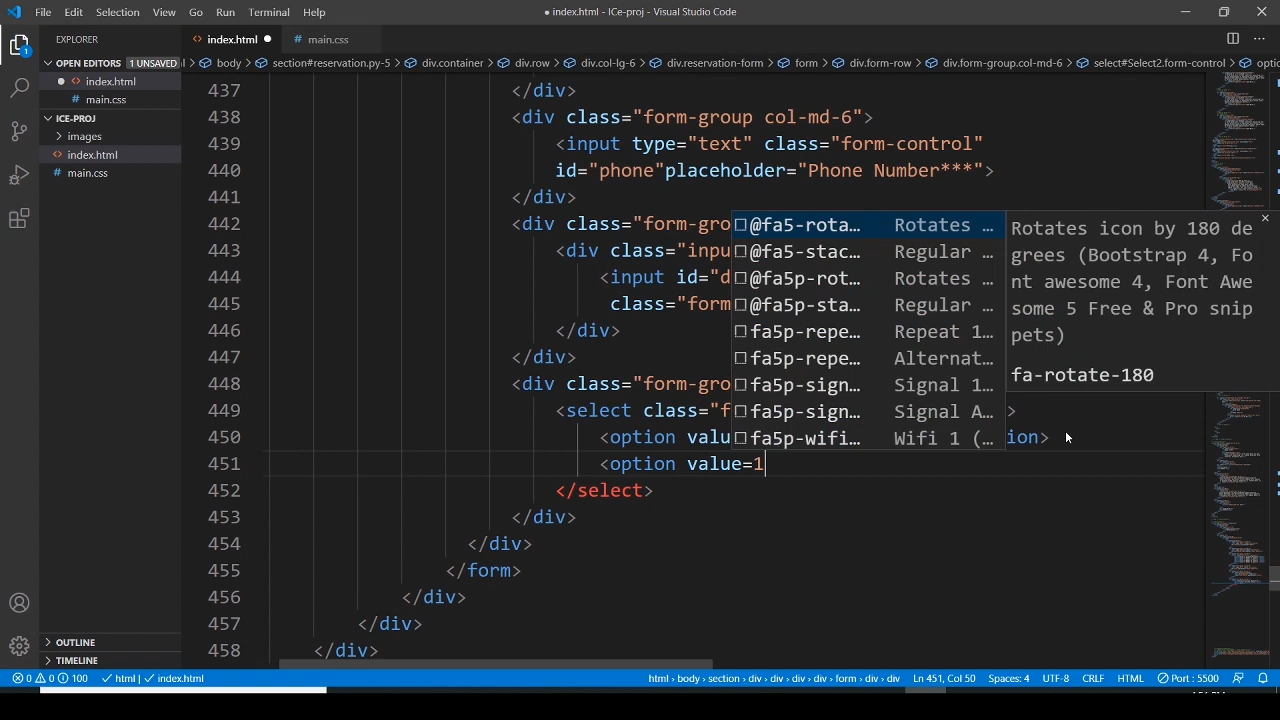 File Edit Selection View Go Run Terminal Help
● index.html - ICe-proj - Visual Studio Code
EXPLORER
index.html ●
# main.css
OPEN EDITORS 1 UNSAVED
body > section#reservation.py-5 > div.container > div.row > div.col-lg-6 > div.reservation-form > form > div.form-row > div.form-group.col-md-6 > select#Select2.form-control >
● <> index.html
# main.css
ICE-PROJ
> images
<> index.html
# main.css
437 </div>
438 <div class="form-group col-md-6">
439 <input type="text" class="form-control"
440 id="phone"placeholder="Phone Number***">
441 </div>
442 <div class="form-gro
443 <div class="inpu
444 <input id="d
445 class="form
446 </div>
447 </div>
448 <div class="form-gro
449 <select class="f >
450 <option valu ion>
451 <option value=1
452 </select>
453 </div>
454 </div>
455 </form>
456 </div>
457 </div>
458 </div>
@fa5-rota… Rotates …
@fa5-stac… Regular …
@fa5p-rot… Rotates …
@fa5p-sta… Regular …
fa5p-repe… Repeat 1…
fa5p-repe… Alternat…
fa5p-sign… Signal 1…
fa5p-sign… Signal A…
fa5p-wifi… Wifi 1 (…
Rotates icon by 180 de
grees (Bootstrap 4, Fo
nt awesome 4, Font Awe
some 5 Free & Pro snip
pets)
fa-rotate-180
> OUTLINE
> TIMELINE
0 0 100 html | index.html
html › body › section › div › div › div › div › form › div › div Ln 451, Col 50 Spaces: 4 UTF-8 CRLF HTML Port : 5500